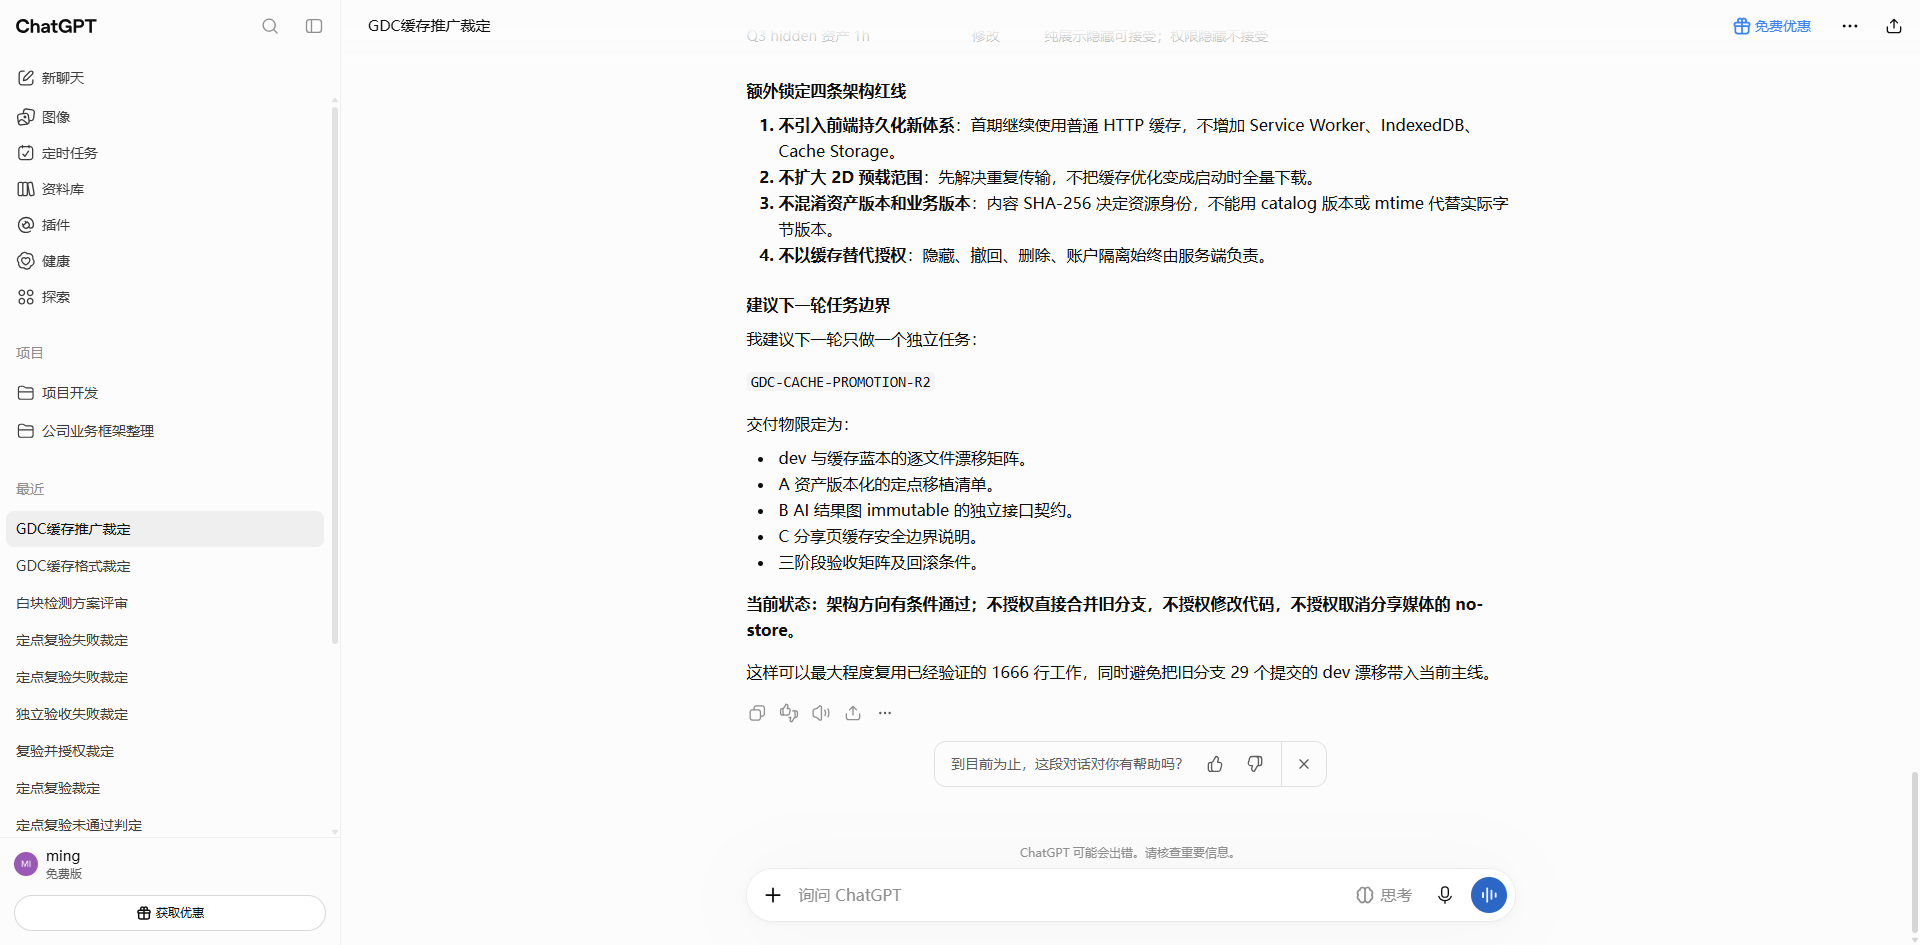 ChatGPT
新聊天
图像
定时任务
资料库
插件
健康
探索
项目
项目开发
公司业务框架整理
最近
GDC缓存推广裁定
GDC缓存格式裁定
白块检测方案评审
定点复验失败裁定
定点复验失败裁定
独立验收失败裁定
复验并授权裁定
定点复验裁定
定点复验未通过判定
MI
ming
免费版
获取优惠
GDC缓存推广裁定
免费优惠
Q3 hidden 资产 1h 修改 纯展示隐藏可接受；权限隐藏不接受
额外锁定四条架构红线
1. 不引入前端持久化新体系：首期继续使用普通 HTTP 缓存，不增加 Service Worker、IndexedDB、
Cache Storage。
2. 不扩大 2D 预载范围：先解决重复传输，不把缓存优化变成启动时全量下载。
3. 不混淆资产版本和业务版本：内容 SHA-256 决定资源身份，不能用 catalog 版本或 mtime 代替实际字
节版本。
4. 不以缓存替代授权：隐藏、撤回、删除、账户隔离始终由服务端负责。
建议下一轮任务边界
我建议下一轮只做一个独立任务：
GDC-CACHE-PROMOTION-R2
交付物限定为：
• dev 与缓存蓝本的逐文件漂移矩阵。
• A 资产版本化的定点移植清单。
• B AI 结果图 immutable 的独立接口契约。
• C 分享页缓存安全边界说明。
• 三阶段验收矩阵及回滚条件。
当前状态：架构方向有条件通过；不授权直接合并旧分支，不授权修改代码，不授权取消分享媒体的 no-
store。
这样可以最大程度复用已经验证的 1666 行工作，同时避免把旧分支 29 个提交的 dev 漂移带入当前主线。
到目前为止，这段对话对你有帮助吗？
ChatGPT 可能会出错。请核查重要信息。
询问 ChatGPT
思考